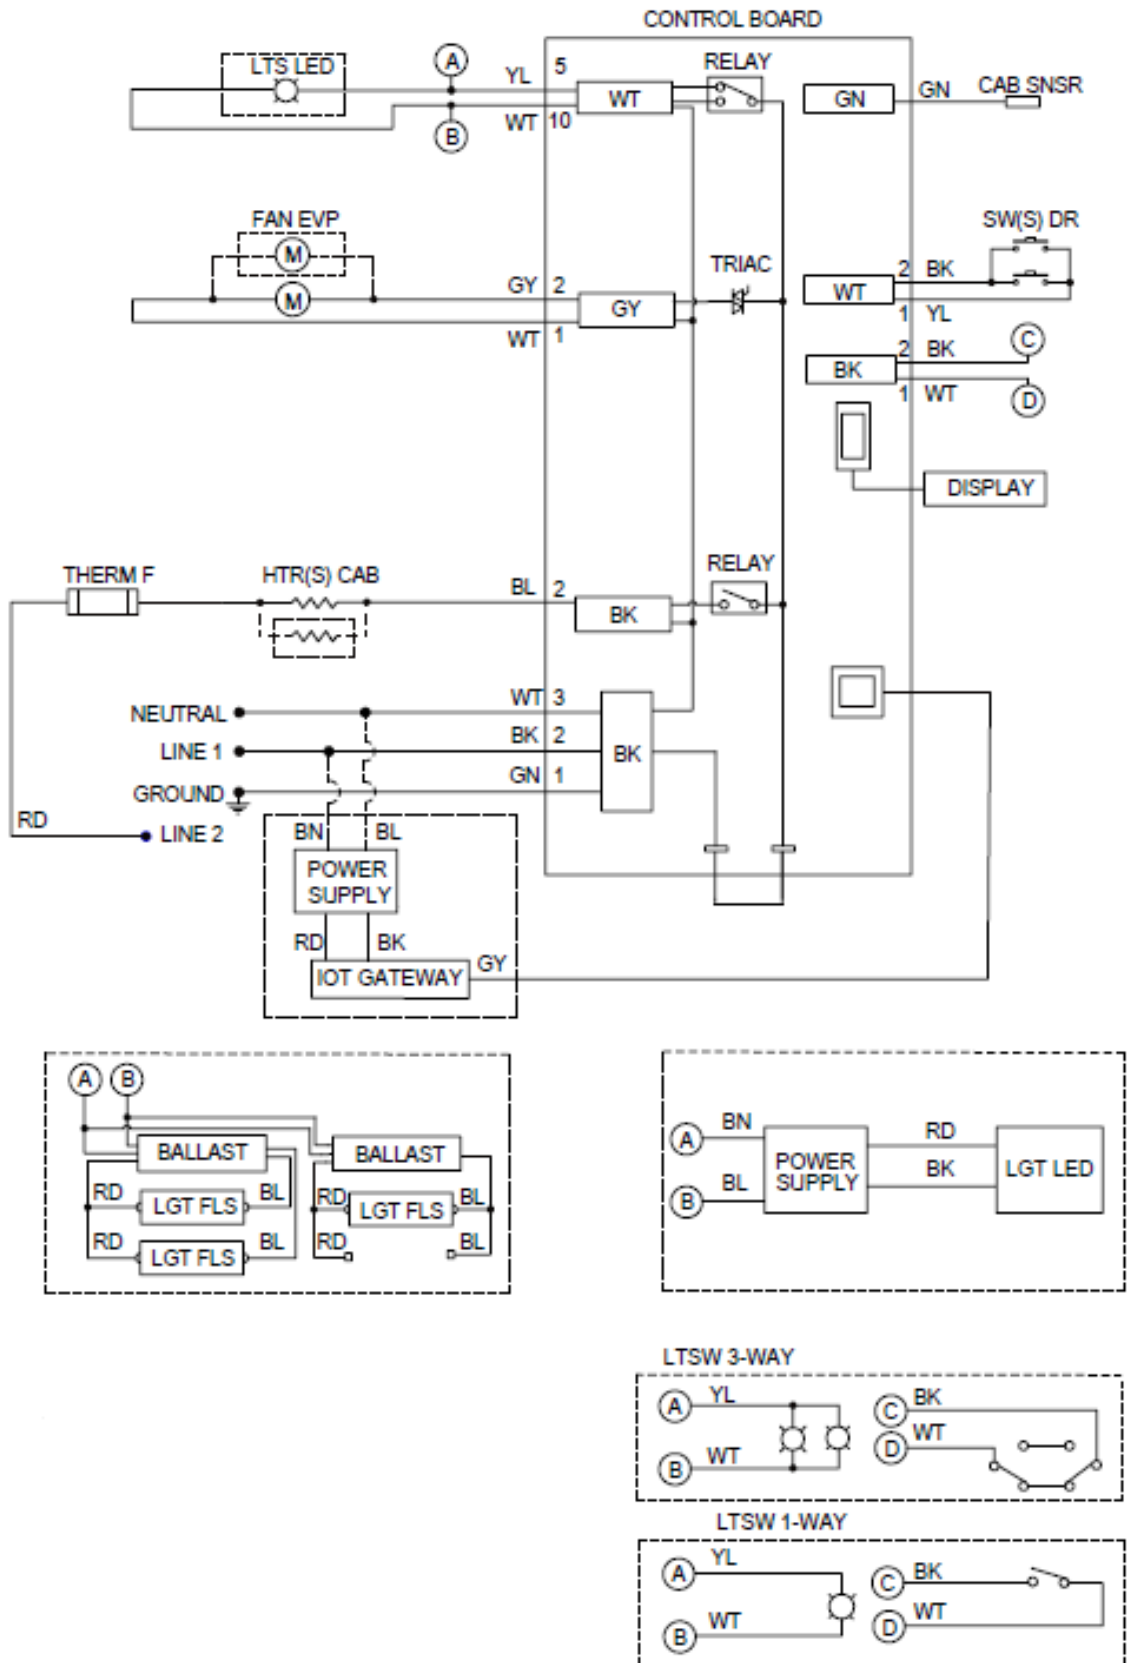 CONTROL BOARD
LTS LED
A
YL
5
RELAY
WT
GN
GN
CAB SNSR
WT
10
B
FAN EVP
M
M
GY
2
GY
WT
1
TRIAC
SW(S) DR
2
BK
WT
1
YL
2
BK
C
BK
1
WT
D
DISPLAY
THERM F
HTR(S) CAB
BL
2
BK
RELAY
NEUTRAL
WT
3
LINE 1
BK
2
BK
GROUND
GN
1
RD
LINE 2
BN
BL
POWER
SUPPLY
RD
BK
IOT GATEWAY
GY
A
B
BALLAST
BALLAST
RD
LGT FLS
BL
RD
LGT FLS
BL
RD
LGT FLS
BL
RD
BL
A
BN
B
BL
POWER
SUPPLY
RD
BK
LGT LED
LTSW 3-WAY
A
YL
B
WT
C
BK
D
WT
LTSW 1-WAY
A
YL
B
WT
C
BK
D
WT